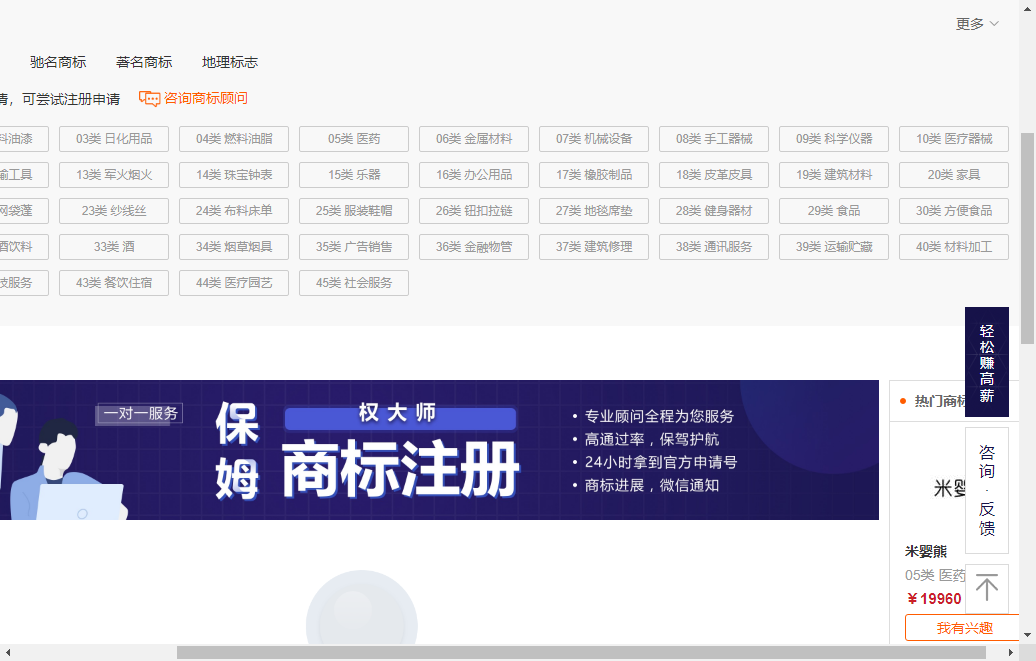 更多
驰名商标 著名商标 地理标志
请，可尝试注册申请 咨询商标顾问
料油漆 03类 日化用品 04类 燃料油脂 05类 医药 06类 金属材料 07类 机械设备 08类 手工器械 09类 科学仪器 10类 医疗器械
输工具 13类 军火烟火 14类 珠宝钟表 15类 乐器 16类 办公用品 17类 橡胶制品 18类 皮革皮具 19类 建筑材料 20类 家具
网袋篷 23类 纱线丝 24类 布料床单 25类 服装鞋帽 26类 钮扣拉链 27类 地毯席垫 28类 健身器材 29类 食品 30类 方便食品
酒饮料 33类 酒 34类 烟草烟具 35类 广告销售 36类 金融物管 37类 建筑修理 38类 通讯服务 39类 运输贮藏 40类 材料加工
技服务 43类 餐饮住宿 44类 医疗园艺 45类 社会服务
轻松赚高薪
一对一服务
保姆
权大师
商标注册
• 专业顾问全程为您服务
• 高通过率，保驾护航
• 24小时拿到官方申请号
• 商标进展，微信通知
热门商标
咨询·反馈
米婴
米婴熊
05类 医药
￥19960
我有兴趣